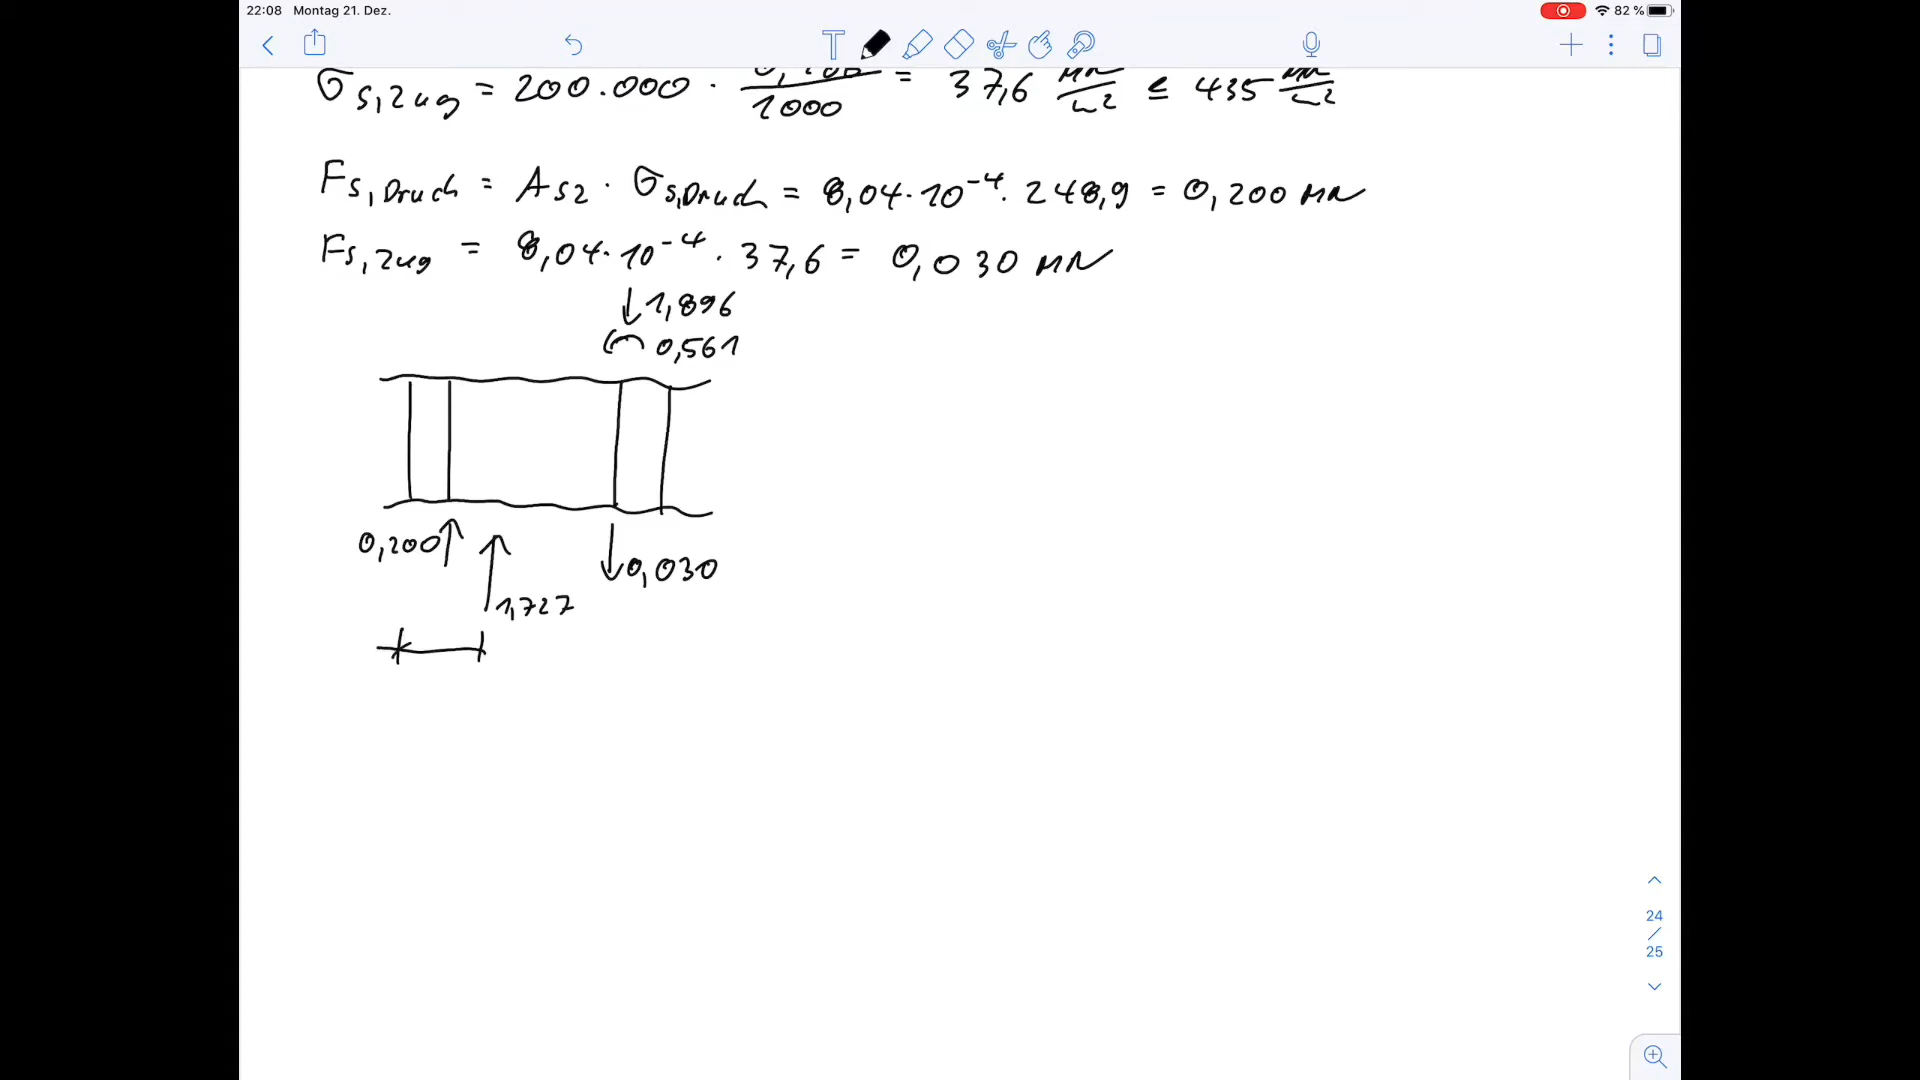 22:08 Montag 21. Dez. 82 %
σs,Zug = 200.000 · /1000 = 37,6 MN/m² ≤ 435 MN/m²
Fs,Druck = As2 · σs,Druck = 8,04·10⁻⁴ · 248,9 = 0,200 MN
Fs,Zug = 8,04·10⁻⁴ · 37,6 = 0,030 MN
↓1,896
0,561
0,200↑
↓0,030
1,727
24
/
25